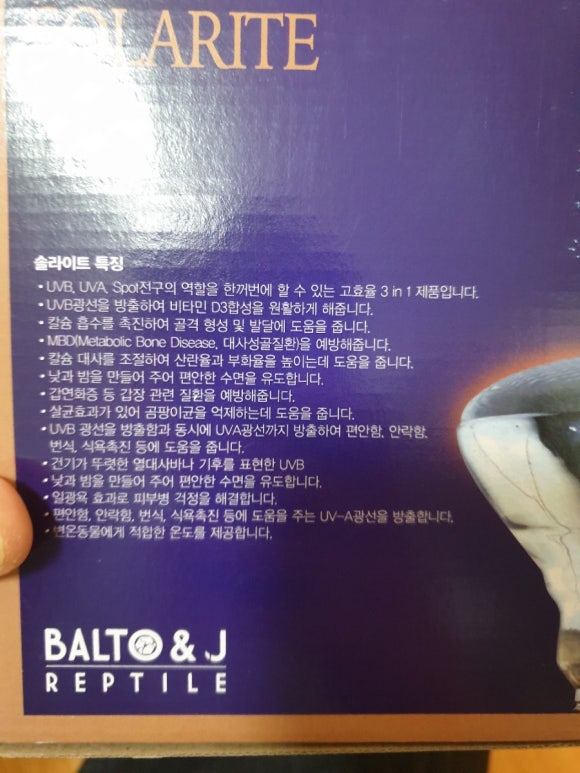 SOLARITE
솔라이트 특징
• UVB, UVA, Spot전구의 역할을 한꺼번에 할 수 있는 고효율 3 in 1 제품입니다.
• UVB광선을 방출하여 비타민 D3합성을 원활하게 해줍니다.
• 칼슘 흡수를 촉진하여 골격 형성 및 발달에 도움을 줍니다.
• MBD(Metabolic Bone Disease, 대사성골질환)을 예방해줍니다.
• 칼슘 대사를 조절하여 산란율과 부화율을 높이는데 도움을 줍니다.
• 낮과 밤을 만들어 주어 편안한 수면을 유도합니다.
• 갑연화증 등 갑장 관련 질환을 예방해줍니다.
• 살균효과가 있어 곰팡이균을 억제하는데 도움을 줍니다.
• UVB 광선을 방출함과 동시에 UVA광선까지 방출하여 편안함, 안락함,
번식, 식욕촉진 등에 도움을 줍니다.
• 건기가 뚜렷한 열대사바나 기후를 표현한 UVB
• 낮과 밤을 만들어 주어 편안한 수면을 유도합니다.
• 일광욕 효과로 피부병 걱정을 해결합니다.
• 편안함, 안락함, 번식, 식욕촉진 등에 도움을 주는 UV-A광선을 방출합니다.
• 변온동물에게 적합한 온도를 제공합니다.
BALTO & J
REPTILE